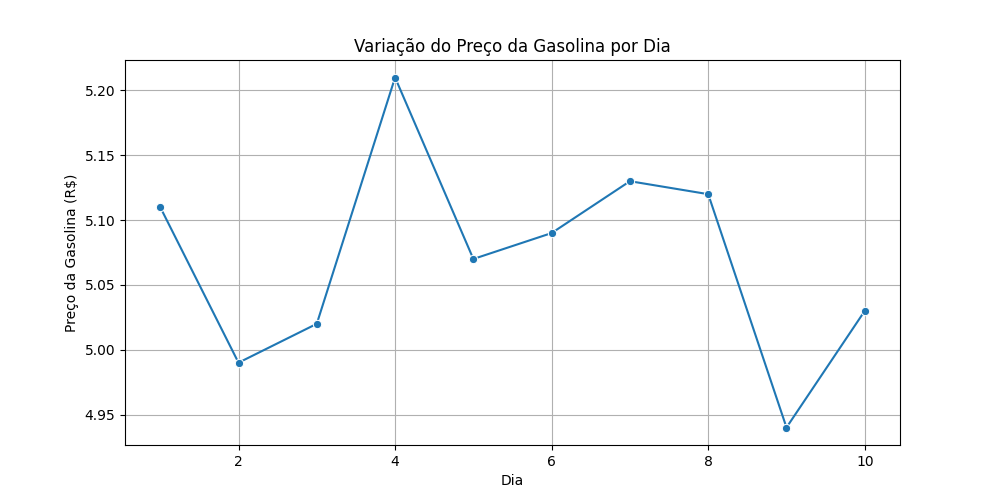 Variação do Preço da Gasolina por Dia
Preço da Gasolina (R$)
5.20
5.15
5.10
5.05
5.00
4.95
2 4 6 8 10
Dia